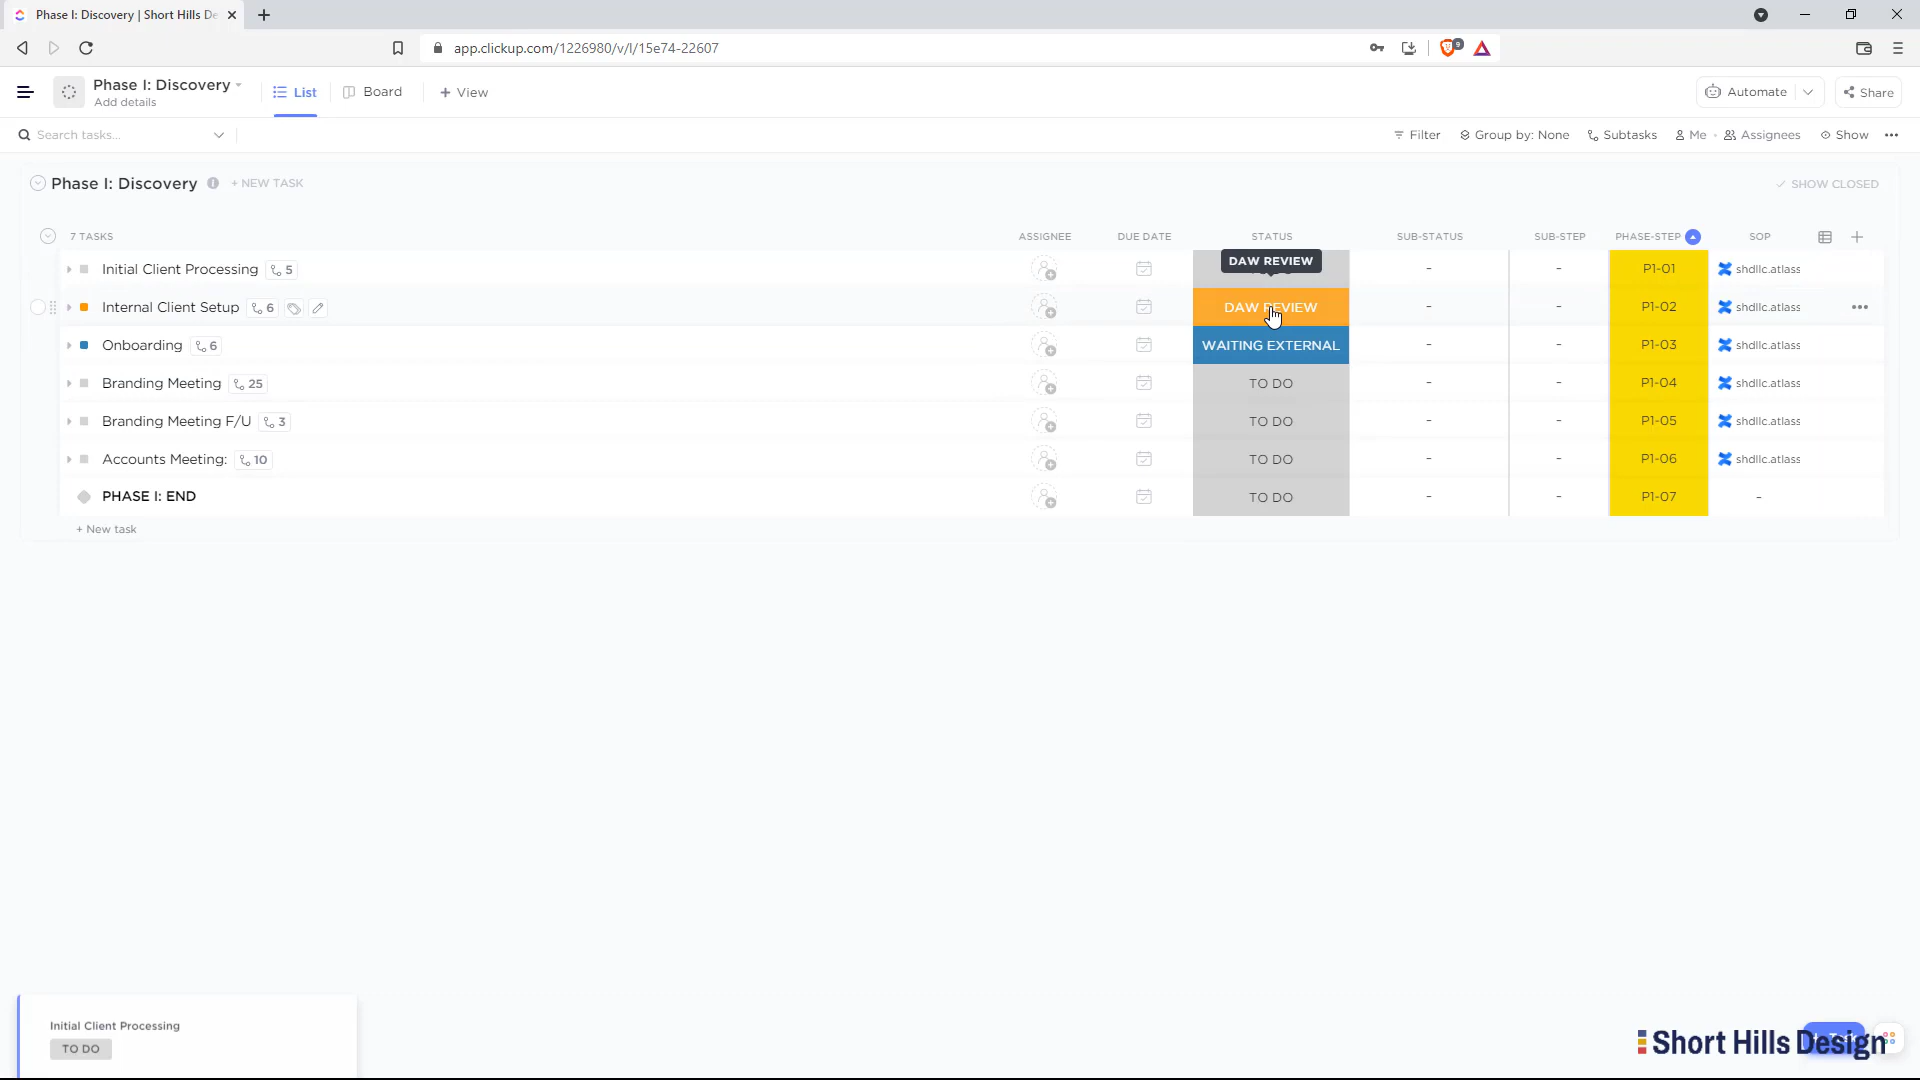 Phase I: Discovery | Short Hills De
app.clickup.com/1226980/v/l/15e74-22607
9
Phase I: Discovery
Add details
List
Board
+ View
Automate
Share
Search tasks...
Filter
Group by: None
Subtasks
Me
Assignees
Show
Phase I: Discovery
+ NEW TASK
SHOW CLOSED
7 TASKS
ASSIGNEE
DUE DATE
STATUS
SUB-STATUS
SUB-STEP
PHASE-STEP
SOP
DAW REVIEW
Initial Client Processing 5 - - P1-01 shdllc.atlass
Internal Client Setup 6 DAW REVIEW - - P1-02 shdllc.atlass
Onboarding 6 WAITING EXTERNAL - - P1-03 shdllc.atlass
Branding Meeting 25 TO DO - - P1-04 shdllc.atlass
Branding Meeting F/U 3 TO DO - - P1-05 shdllc.atlass
Accounts Meeting: 10 TO DO - - P1-06 shdllc.atlass
PHASE I: END TO DO - - P1-07 -
+ New task
Initial Client Processing
TO DO
Short Hills Design